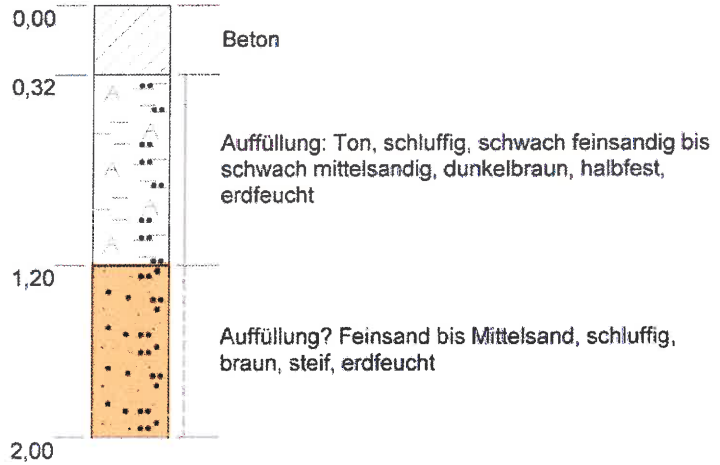 0,00
Beton
0,32
Auffüllung: Ton, schluffig, schwach feinsandig bis
schwach mittelsandig, dunkelbraun, halbfest,
erdfeucht
1,20
Auffüllung? Feinsand bis Mittelsand, schluffig,
braun, steif, erdfeucht
2,00
A
A
A
A
A